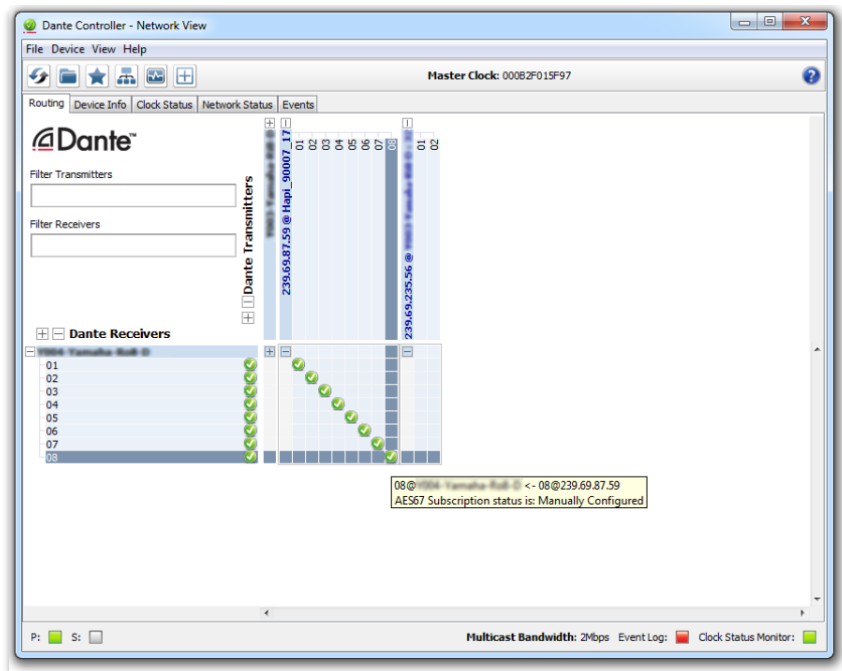 Dante Controller - Network View
File Device View Help
Master Clock: 000B2F015F97
Routing Device Info Clock Status Network Status Events
Dante™
Filter Transmitters
Filter Receivers
Dante Transmitters
239.69.87.59 @ Hapi_90007_17
01 02 03 04 05 06 07 08
239.69.235.56 @
01 02
Dante Receivers
01
02
03
04
05
06
07
08
08@ <- 08@239.69.87.59
AES67 Subscription status is: Manually Configured
P: S: Multicast Bandwidth: 2Mbps Event Log: Clock Status Monitor: